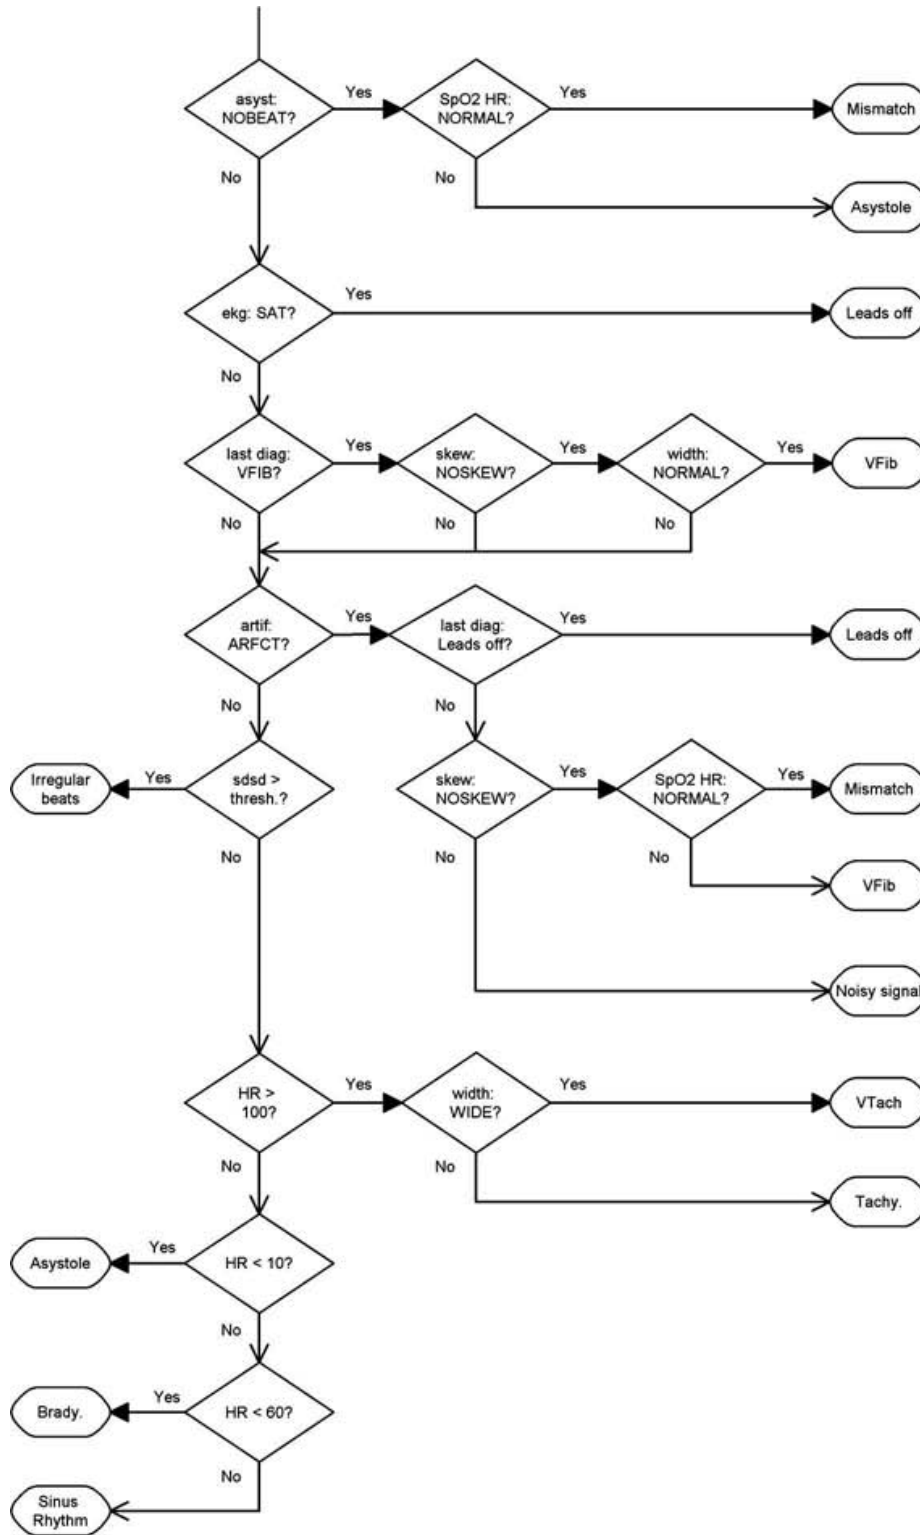 asyst:
NOBEAT?
Yes
SpO2 HR:
NORMAL?
Yes
Mismatch
No
No
Asystole
ekg: SAT?
Yes
Leads off
No
last diag:
VFIB?
Yes
skew:
NOSKEW?
Yes
width:
NORMAL?
Yes
VFib
No
No
No
artif:
ARFCT?
Yes
last diag:
Leads off?
Yes
Leads off
No
No
Irregular
beats
Yes
sdsd >
thresh.?
skew:
NOSKEW?
Yes
SpO2 HR:
NORMAL?
Yes
Mismatch
No
No
No
VFib
Noisy signal
HR >
100?
Yes
width:
WIDE?
Yes
VTach
No
No
Tachy.
Asystole
Yes
HR < 10?
No
Brady.
Yes
HR < 60?
No
Sinus
Rhythm